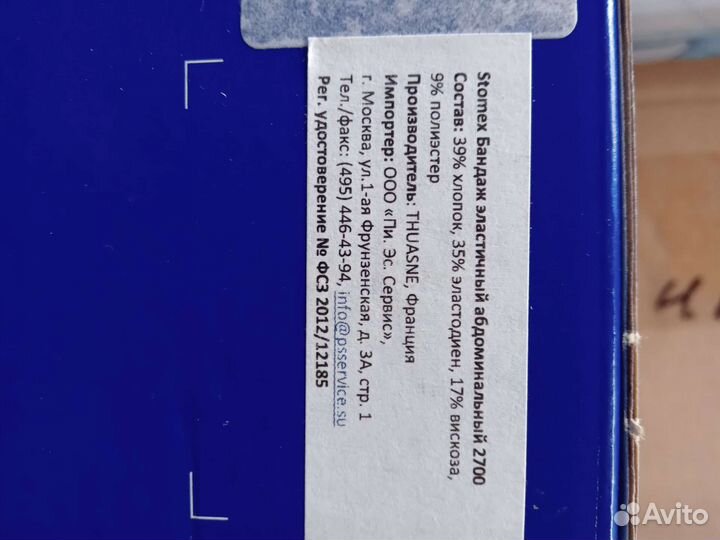 Stomex Бандаж эластичный абдоминальный 2700
Состав: 39% хлопок, 35% эластодиен, 17% вискоза,
9% полиэстер
Производитель: THUASNE, Франция
Импортер: ООО «Пи. Эс. Сервис»,
г. Москва, ул.1-ая Фрунзенская, д. 3А, стр. 1
Тел./факс: (495) 446-43-94, info@psservice.su
Рег. удостоверение № ФСЗ 2012/12185
Avito